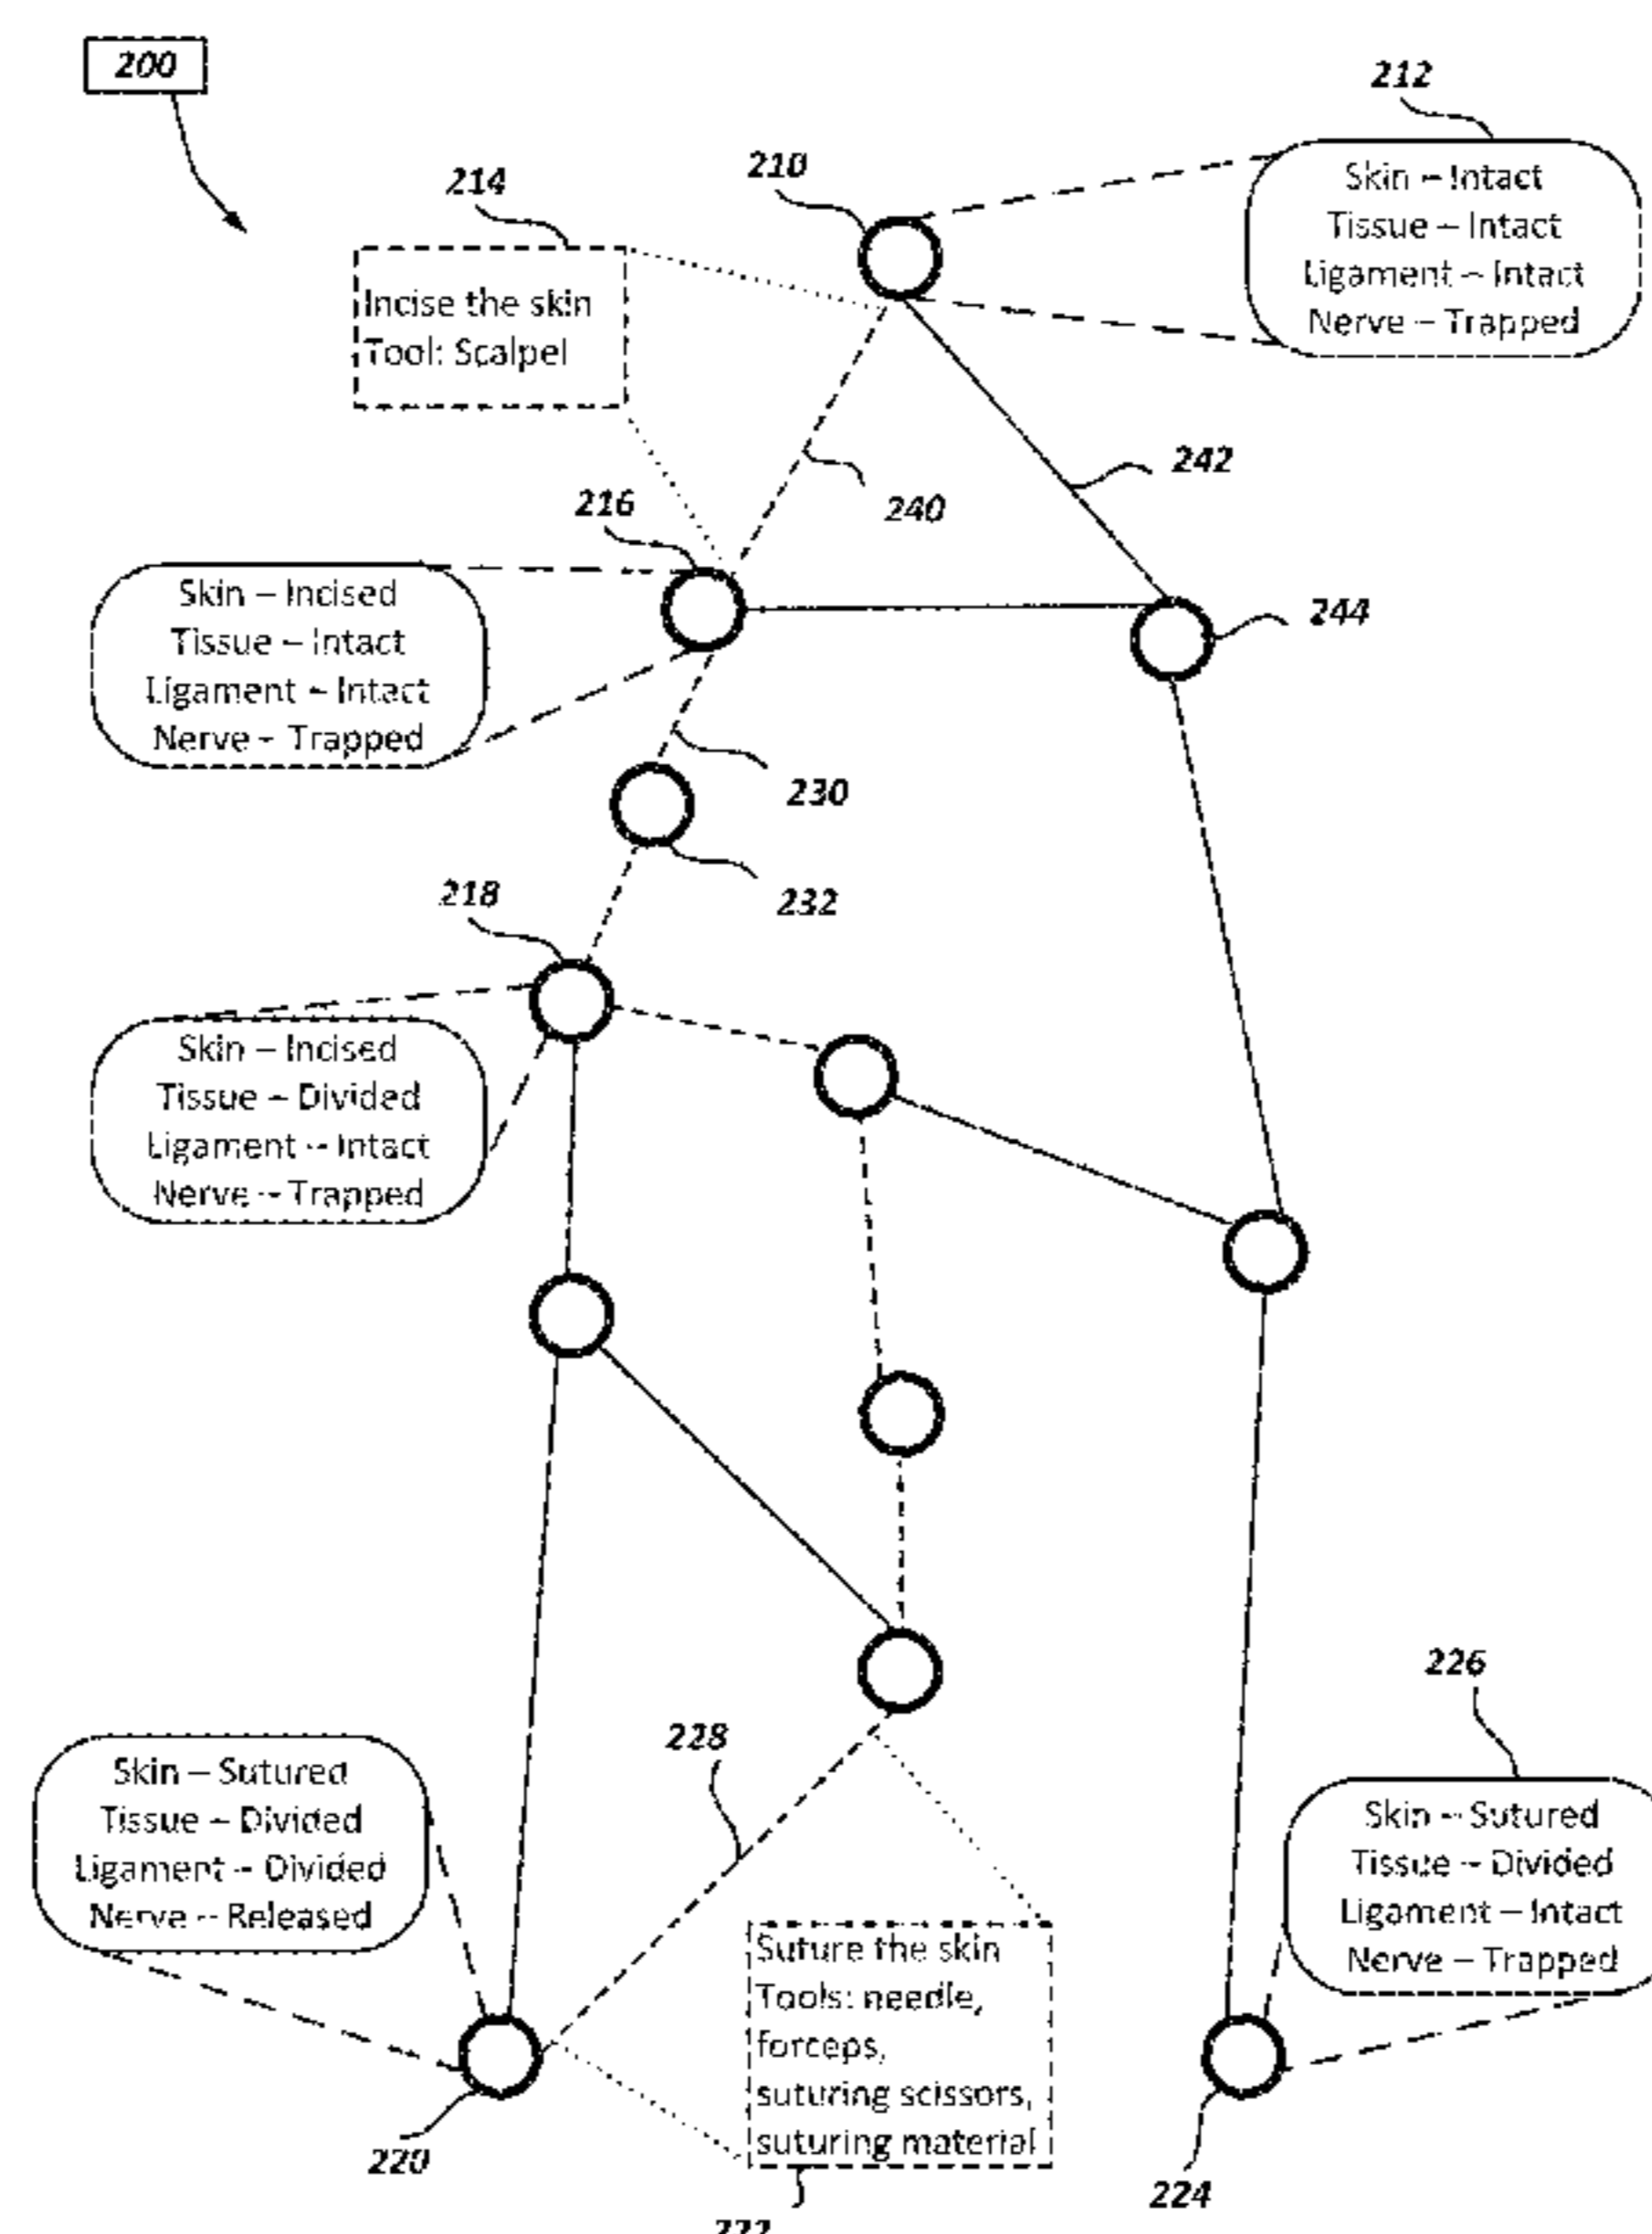 200
212
210
214
Skin – Intact
Tissue – Intact
Ligament – Intact
Nerve – Trapped
Incise the skin
Tool: Scalpel
242
216
240
Skin – Incised
Tissue – Intact
Ligament – Intact
Nerve – Trapped
244
230
232
218
Skin – Incised
Tissue – Divided
Ligament – Intact
Nerve – Trapped
226
228
Skin – Sutured
Tissue – Divided
Ligament – Divided
Nerve – Released
Skin – Sutured
Tissue – Divided
Ligament – Intact
Nerve – Trapped
Suture the skin
Tools: needle,
forceps,
suturing scissors,
suturing material
220
224
222